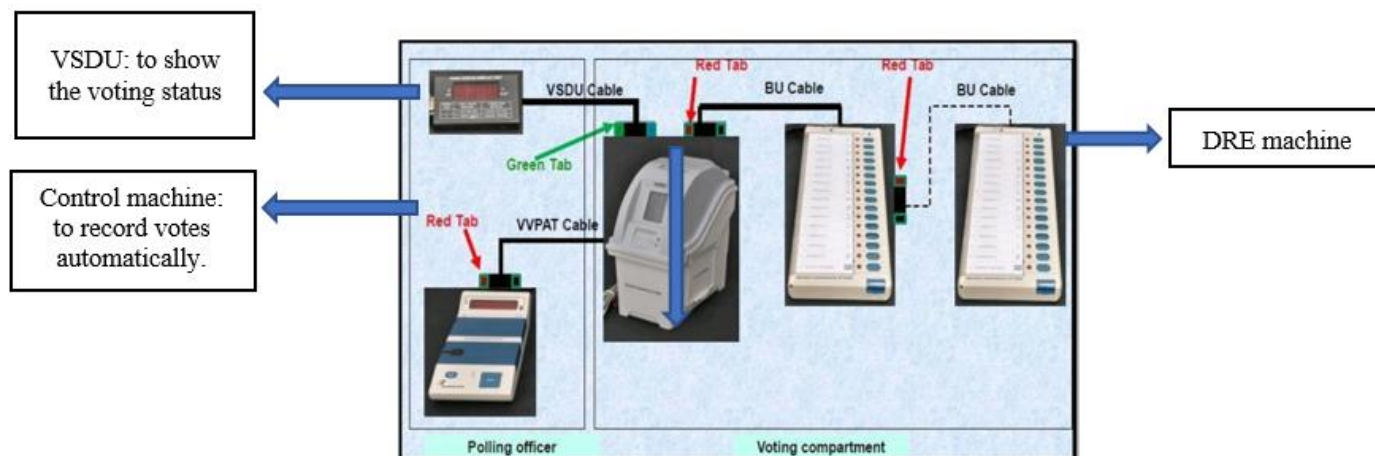 VSDU: to show
the voting status
Control machine:
to record votes
automatically.
VSDU Cable
Green Tab
Red Tab
BU Cable
Red Tab
BU Cable
DRE machine
Red Tab
VVPAT Cable
Polling officer
Voting compartment